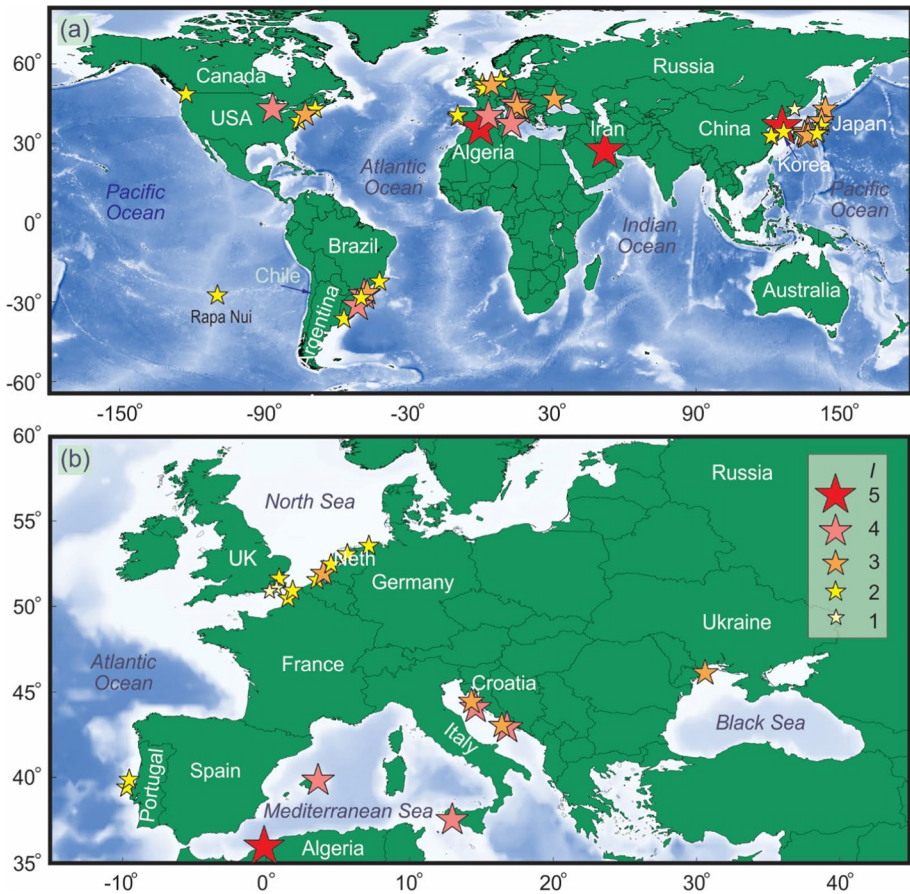 (a)
60°
30°
0°
-30°
-60°
Canada
USA
Russia
China
Japan
Korea
Iran
Algeria
Atlantic
Ocean
Pacific
Ocean
Pacific
Ocean
Indian
Ocean
Brazil
Chile
Argentina
Rapa Nui
Australia
-150°
-90°
-30°
30°
90°
150°
(b)
60°
55°
50°
45°
40°
35°
North Sea
Russia
UK
Neth
Germany
Ukraine
Atlantic
Ocean
France
Croatia
Italy
Black Sea
Portugal
Spain
Mediterranean Sea
Algeria
I
5
4
3
2
1
-10°
0°
10°
20°
30°
40°